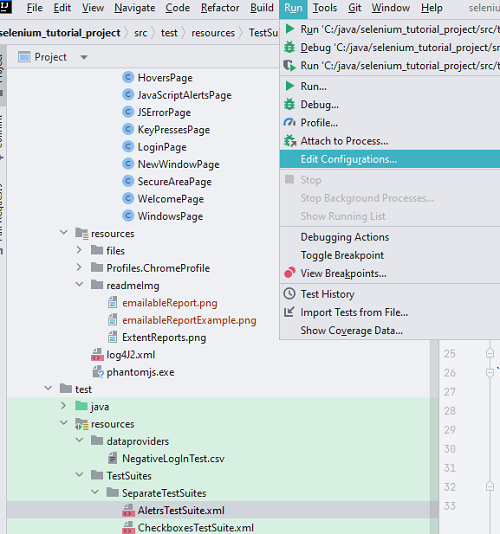 IJ File Edit View Navigate Code Refactor Build Run Tools Git Window Help selenium
selenium_tutorial_project src test resources TestSu
Project
HoversPage
JavaScriptAlertsPage
JSErrorPage
KeyPressesPage
LoginPage
NewWindowPage
SecureAreaPage
WelcomePage
WindowsPage
resources
files
Profiles.ChromeProfile
readmeImg
emailableReport.png
emailableReportExample.png
ExtentReports.png
log4J2.xml
phantomjs.exe
test
java
resources
dataproviders
NegativeLogInTest.csv
TestSuites
SeparateTestSuites
AletrsTestSuite.xml
CheckboxesTestSuite.xml
Run 'C:/java/selenium_tutorial_project/src/t
Debug 'C:/java/selenium_tutorial_project/src
Run 'C:/java/selenium_tutorial_project/src/t
Run...
Debug...
Profile...
Attach to Process...
Edit Configurations...
Stop
Stop Background Processes...
Show Running List
Debugging Actions
Toggle Breakpoint
View Breakpoints...
Test History
Import Tests from File...
Show Coverage Data...
25
26
27
28
29
30
31
32
33
Project
Pull Requests